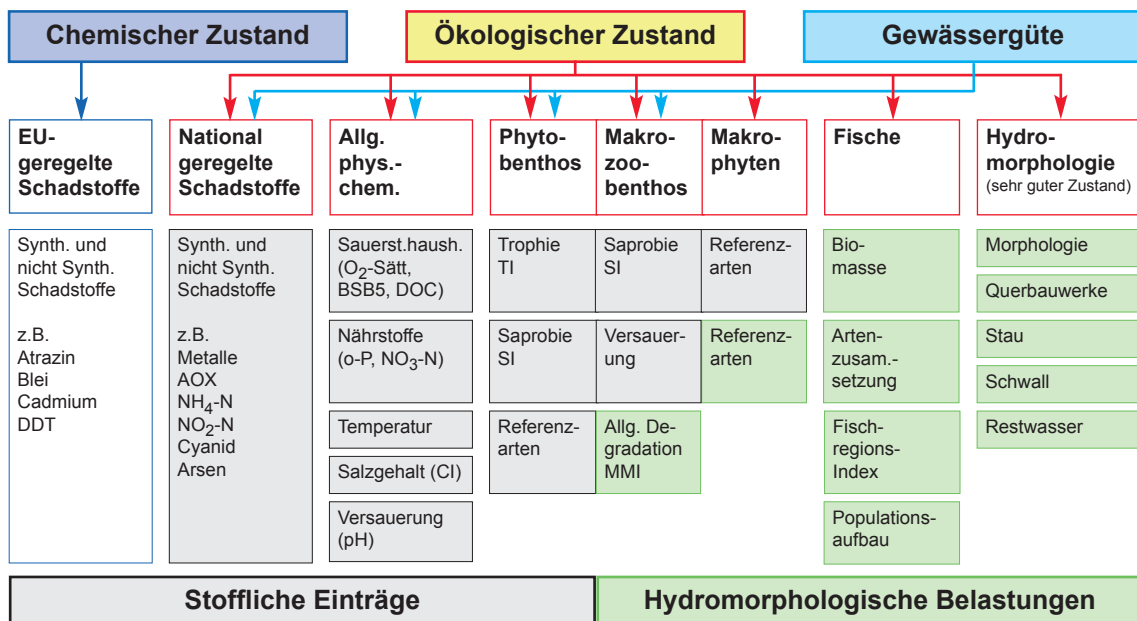 Chemischer Zustand
Ökologischer Zustand
Gewässergüte
EU-
geregelte
Schadstoffe
National
geregelte
Schadstoffe
Allg.
phys.-
chem.
Phyto-
benthos
Makro-
zoo-
benthos
Makro-
phyten
Fische
Hydro-
morphologie
(sehr guter Zustand)
Synth. und
nicht Synth.
Schadstoffe
z.B.
Atrazin
Blei
Cadmium
DDT
Synth. und
nicht Synth.
Schadstoffe
z.B.
Metalle
AOX
NH4-N
NO2-N
Cyanid
Arsen
Sauerst.haush.
(O2-Sätt,
BSB5, DOC)
Nährstoffe
(o-P, NO3-N)
Temperatur
Salzgehalt (Cl)
Versauerung
(pH)
Trophie
TI
Saprobie
SI
Referenz-
arten
Saprobie
SI
Versauer-
ung
Allg. De-
gradation
MMI
Referenz-
arten
Referenz-
arten
Bio-
masse
Arten-
zusam.-
setzung
Fisch-
regions-
Index
Populations-
aufbau
Morphologie
Querbauwerke
Stau
Schwall
Restwasser
Stoffliche Einträge
Hydromorphologische Belastungen